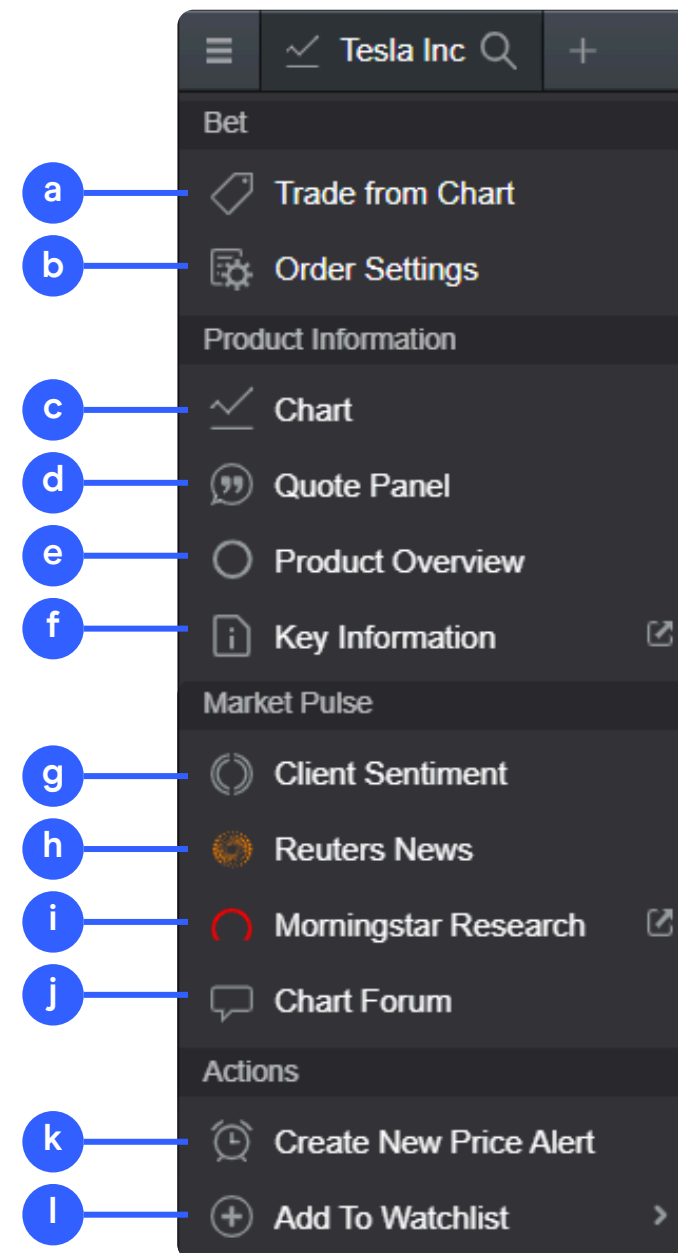 Tesla Inc
Bet
a Trade from Chart
b Order Settings
Product Information
c Chart
d Quote Panel
e Product Overview
f Key Information
Market Pulse
g Client Sentiment
h Reuters News
i Morningstar Research
j Chart Forum
Actions
k Create New Price Alert
l Add To Watchlist